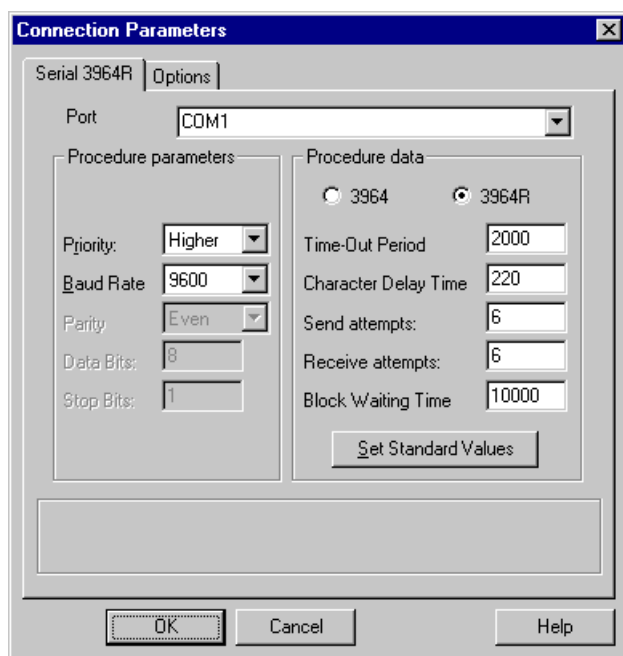 Connection Parameters
Serial 3964R Options
Port COM1
Procedure parameters
Priority: Higher
Baud Rate 9600
Parity Even
Data Bits: 8
Stop Bits: 1
Procedure data
3964 3964R
Time-Out Period 2000
Character Delay Time 220
Send attempts: 6
Receive attempts: 6
Block Waiting Time 10000
Set Standard Values
OK Cancel Help